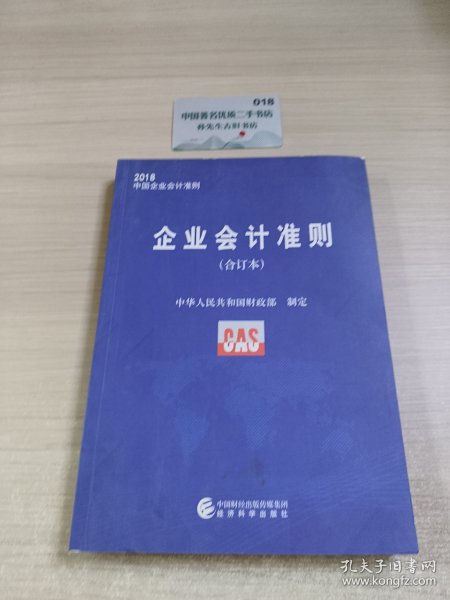 018
中国著名优质二手书店
孙先生古旧书店
2018
中国企业会计准则
企业会计准则
(合订本)
中华人民共和国财政部 制定
CAS
中国财经出版传媒集团
经济科学出版社
孔夫子旧书网
www.kongfz.com